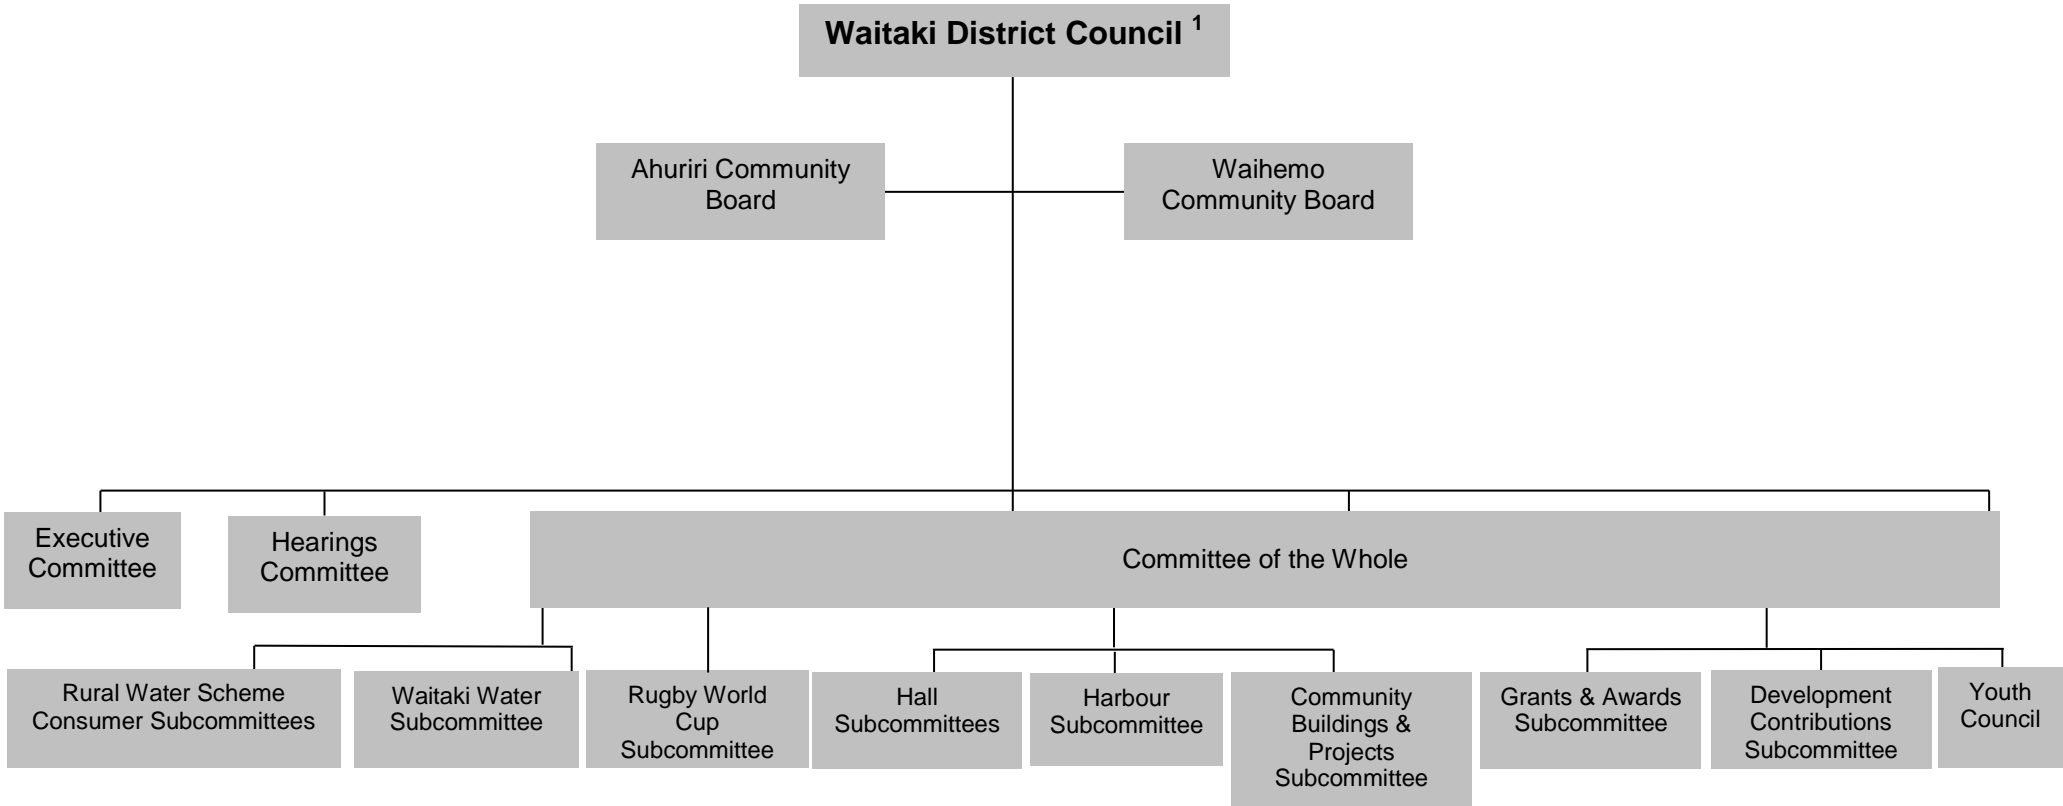 Waitaki District Council 1
Ahuriri Community
Board
Waihemo
Community Board
Executive
Committee
Hearings
Committee
Committee of the Whole
Rural Water Scheme
Consumer Subcommittees
Waitaki Water
Subcommittee
Rugby World
Cup
Subcommittee
Hall
Subcommittees
Harbour
Subcommittee
Community
Buildings &
Projects
Subcommittee
Grants & Awards
Subcommittee
Development
Contributions
Subcommittee
Youth
Council